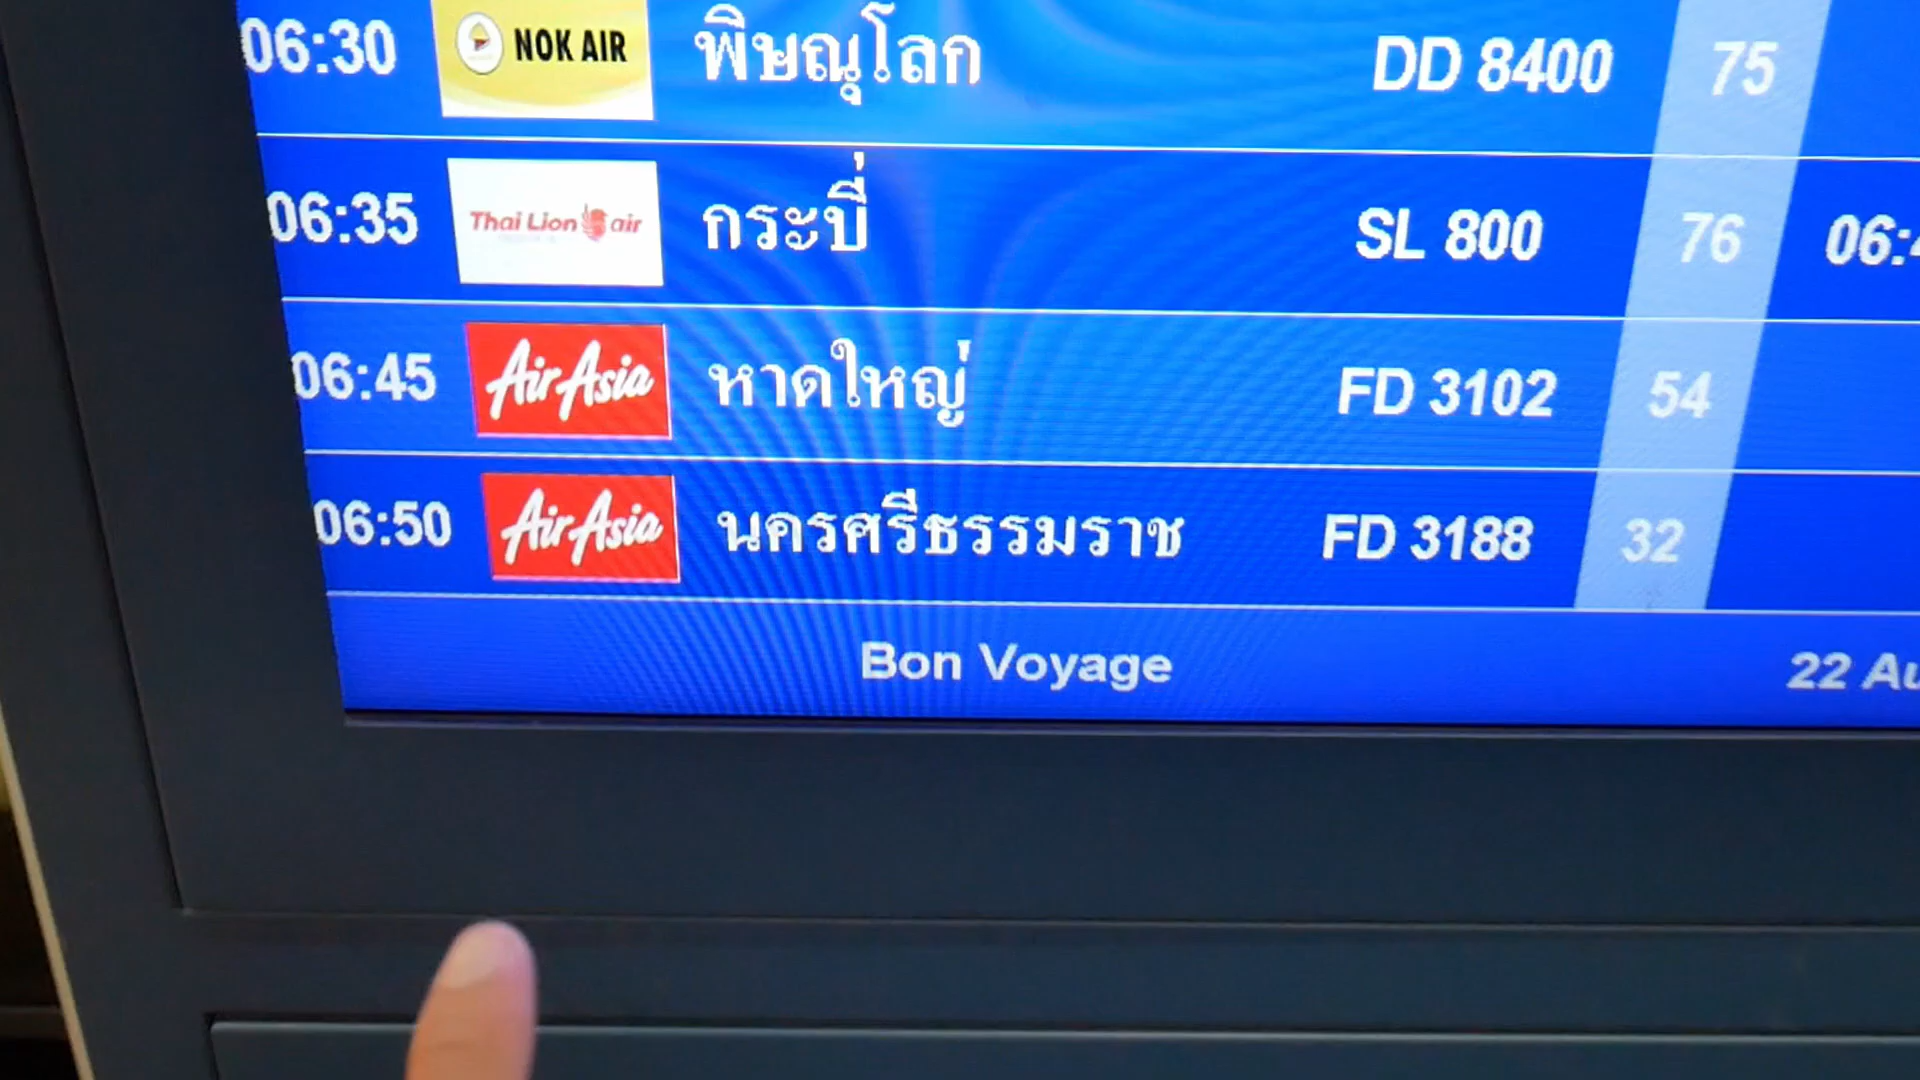 06:30 NOK AIR พิษณุโลก DD 8400 75
06:35 Thai Lion air กระบี่ SL 800 76
06:45 AirAsia หาดใหญ่ FD 3102 54
06:50 AirAsia นครศรีธรรมราช FD 3188 32
Bon Voyage 22